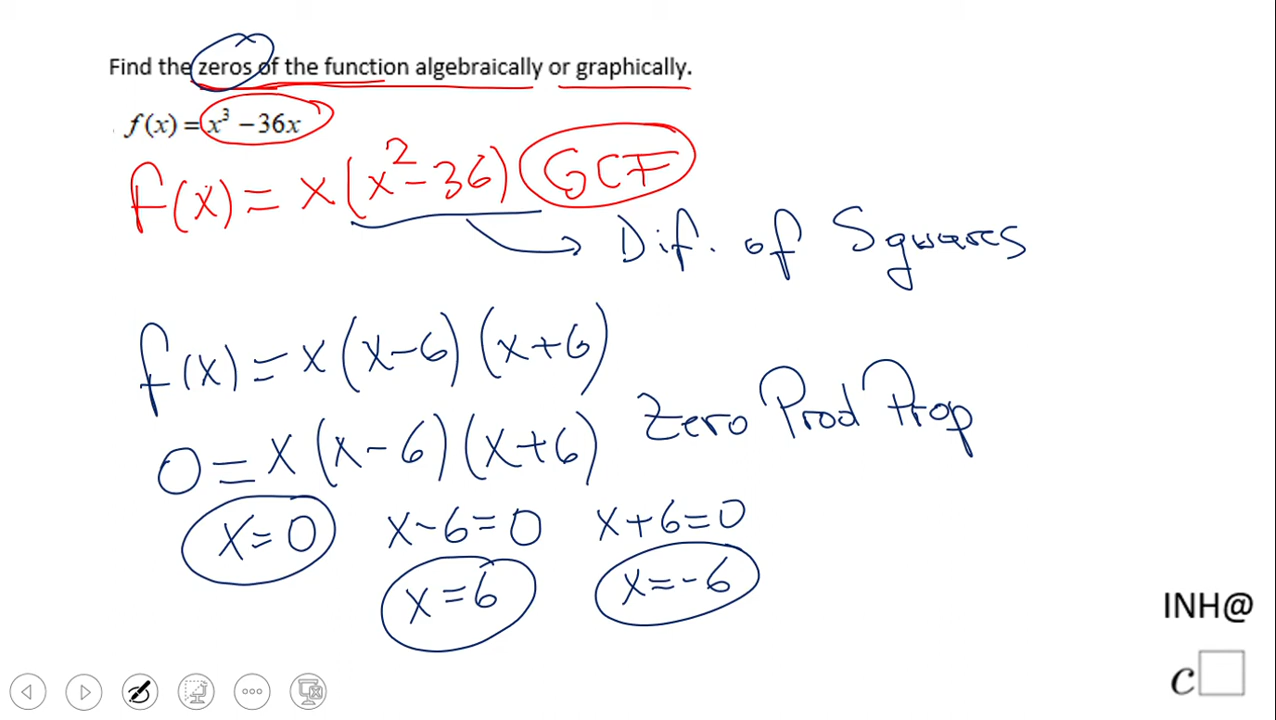 Find the zeros of the function algebraically or graphically.
f(x) = x³ − 36x
f(x) = x(x² − 36) GCF
Dif. of Squares
f(x) = x(x−6)(x+6)
0 = x(x−6)(x+6) Zero Prod Prop
x = 0 x−6=0 x+6=0
x = 6 x = −6
INH@
c